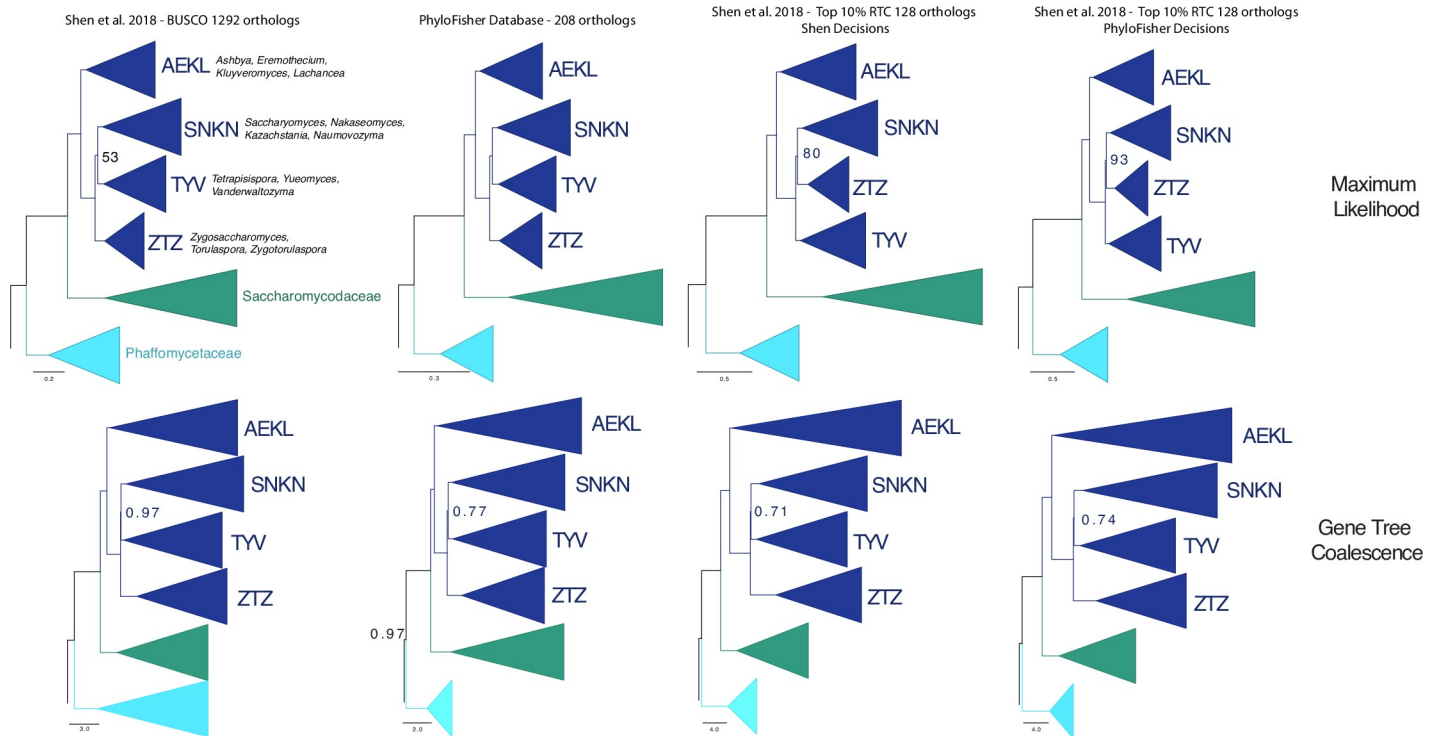 Shen et al. 2018 - BUSCO 1292 orthologs
PhyloFisher Database - 208 orthologs
Shen et al. 2018 - Top 10% RTC 128 orthologs
Shen Decisions
Shen et al. 2018 - Top 10% RTC 128 orthologs
PhyloFisher Decisions
AEKL
Ashbya, Eremothecium,
Kluyveromyces, Lachancea
SNKN
Saccharyomyces, Nakaseomyces,
Kazachstania, Naumovozyma
53
TYV
Tetrapisispora, Yueomyces,
Vanderwaltozyma
ZTZ
Zygosaccharomyces,
Torulaspora, Zygotorulaspora
Saccharomycodaceae
Phaffomycetaceae
0.2
AEKL
SNKN
TYV
ZTZ
0.3
AEKL
SNKN
80
ZTZ
TYV
0.5
AEKL
SNKN
93
ZTZ
TYV
0.5
Maximum
Likelihood
AEKL
SNKN
0.97
TYV
ZTZ
3.0
AEKL
SNKN
0.77
TYV
ZTZ
0.97
2.0
AEKL
SNKN
0.71
TYV
ZTZ
4.0
AEKL
SNKN
0.74
TYV
ZTZ
4.0
Gene Tree
Coalescence